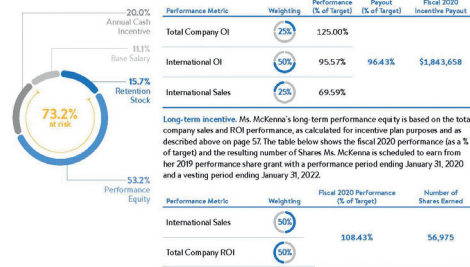 20.0%
Annual Cash
Incentive
11.1%
Base Salary
15.7%
Retention
Stock
73.2%
at risk
53.2%
Performance
Equity
Performance Metric Weighting Performance (% of Target) Payout (% of Target) Fiscal 2020 Incentive Payout
Total Company OI 25% 125.00%
International OI 50% 95.57% 96.43% $1,843,658
International Sales 25% 69.59%
Long-term incentive. Ms. McKenna's long-term performance equity is based on the tota
company sales and ROI performance, as calculated for incentive plan purposes and as
described above on page 57. The table below shows the fiscal 2020 performance (as a %
of target) and the resulting number of Shares Ms. McKenna is scheduled to earn from
her 2019 performance share grant with a performance period ending January 31, 2020
and a vesting period ending January 31, 2022.
Performance Metric Weighting Fiscal 2020 Performance (% of Target) Number of Shares Earned
International Sales 50%
108.43% 56,975
Total Company ROI 50%